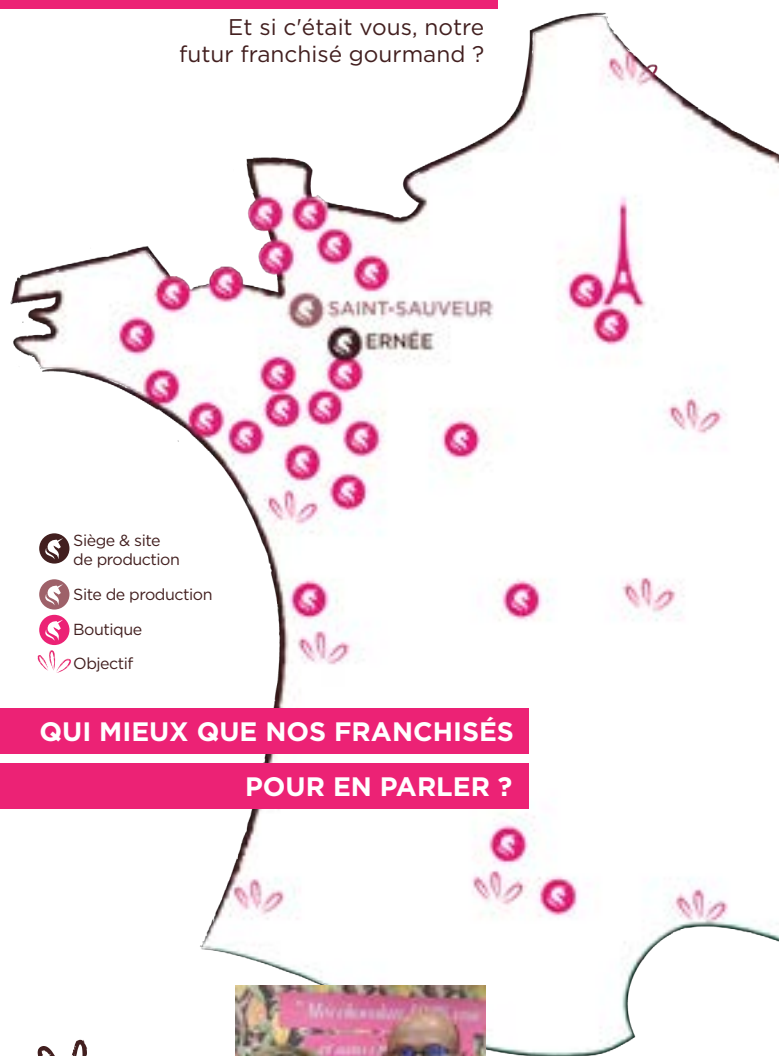 Et si c'était vous, notre
futur franchisé gourmand ?
SAINT-SAUVEUR
ERNÉE
Siège & site
de production
Site de production
Boutique
Objectif
QUI MIEUX QUE NOS FRANCHISÉS
POUR EN PARLER ?